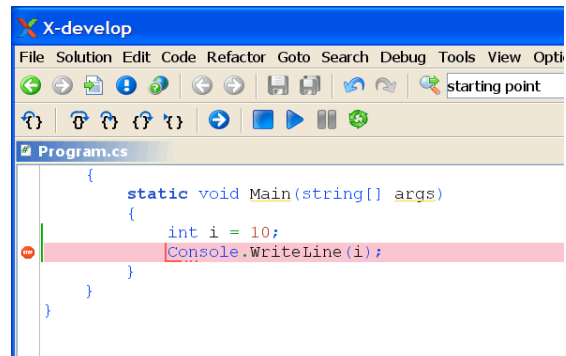 X-develop
File Solution Edit Code Refactor Goto Search Debug Tools View Opti
starting point
Program.cs
{
static void Main(string[] args)
{
int i = 10;
Console.WriteLine(i);
}
}
}